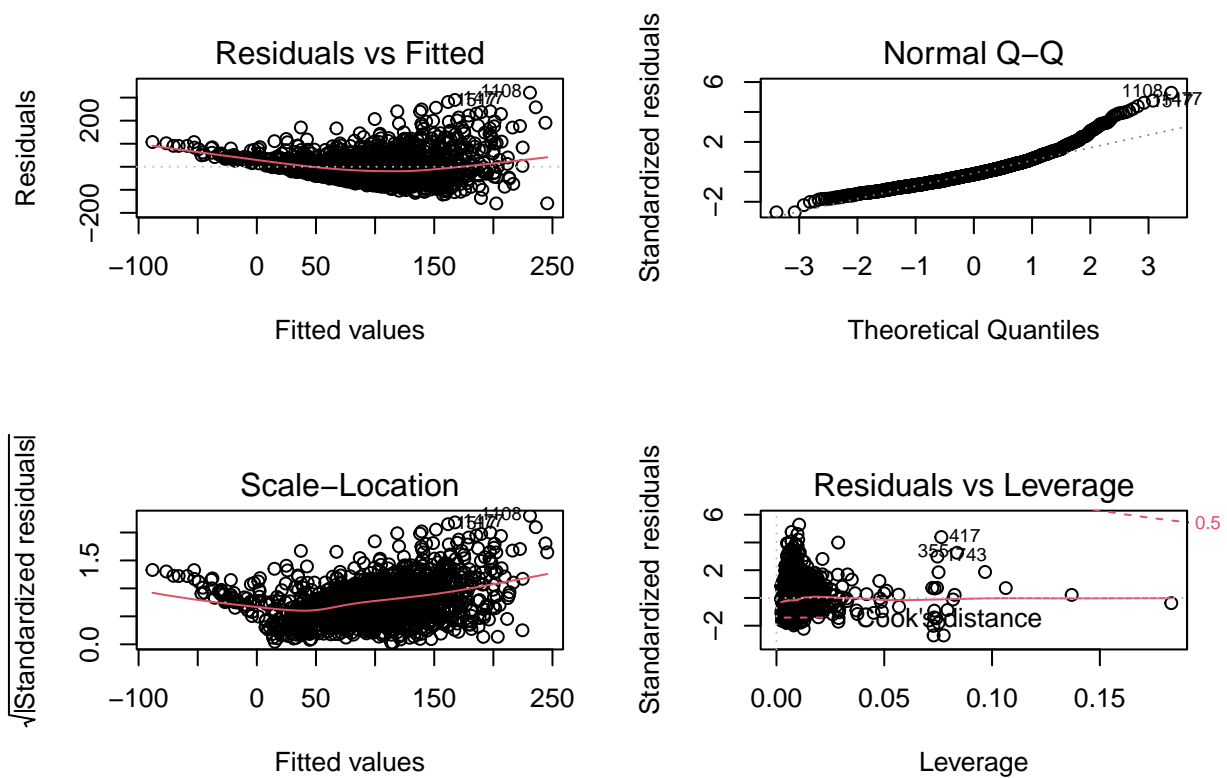 Residuals vs Fitted
Residuals
200
−200
1108
−100
0
50
150
250
Fitted values
Normal Q−Q
Standardized residuals
6
2
−2
1108
−3
−2
−1
0
1
2
3
Theoretical Quantiles
Scale−Location
√|Standardized residuals|
1.5
0.0
1108
−100
0
50
150
250
Fitted values
Residuals vs Leverage
Standardized residuals
6
2
−2
417
743
0.5
Cook's distance
0.00
0.05
0.10
0.15
Leverage